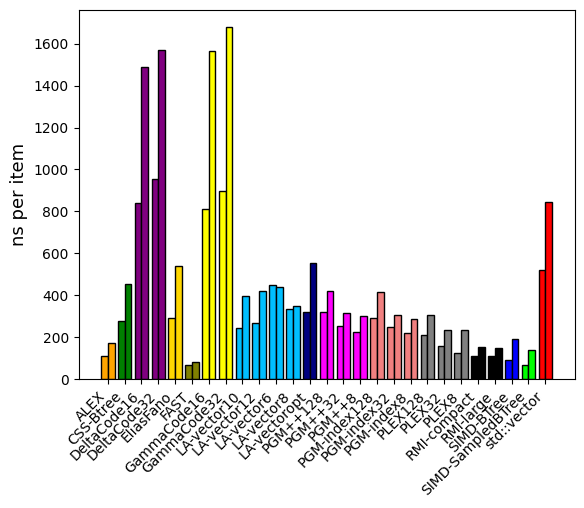 ns per item
1600
1400
1200
1000
800
600
400
200
0
ALEX
CSS-Btree
DeltaCode16
DeltaCode32
EliasFano
FAST
GammaCode16
GammaCode32
LA-vector10
LA-vector12
LA-vector6
LA-vector8
LA-vectoropt
PGM++128
PGM++32
PGM++8
PGM-index128
PGM-index32
PGM-index8
PLEX128
PLEX32
PLEX8
RMI-compact
RMI-large
SIMD-BTree
SIMD-SampledBTree
std::vector